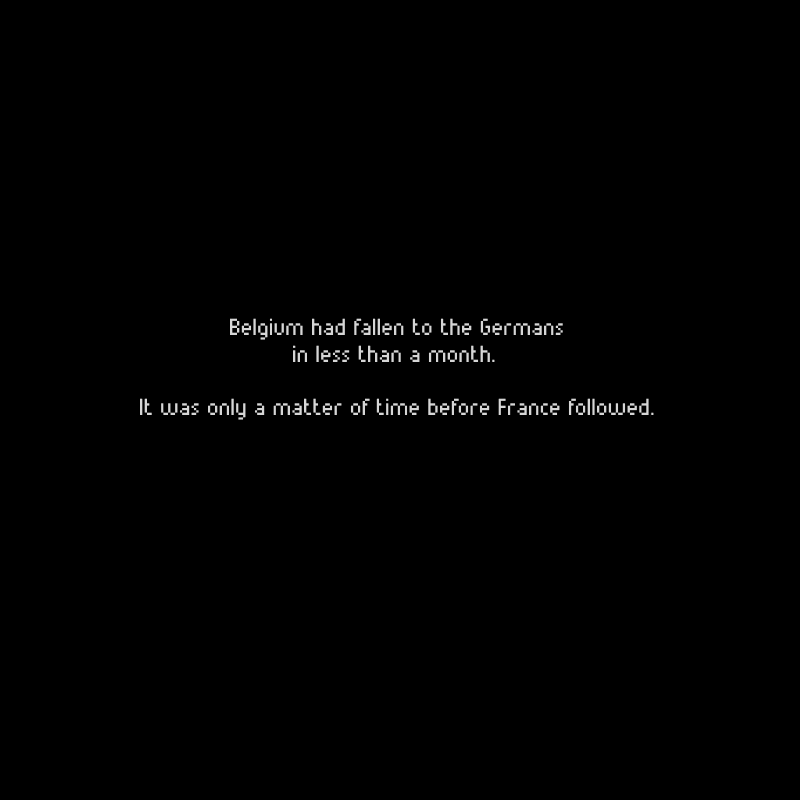 Belgium had fallen to the Germans
in less than a month.
It was only a matter of time before France followed.